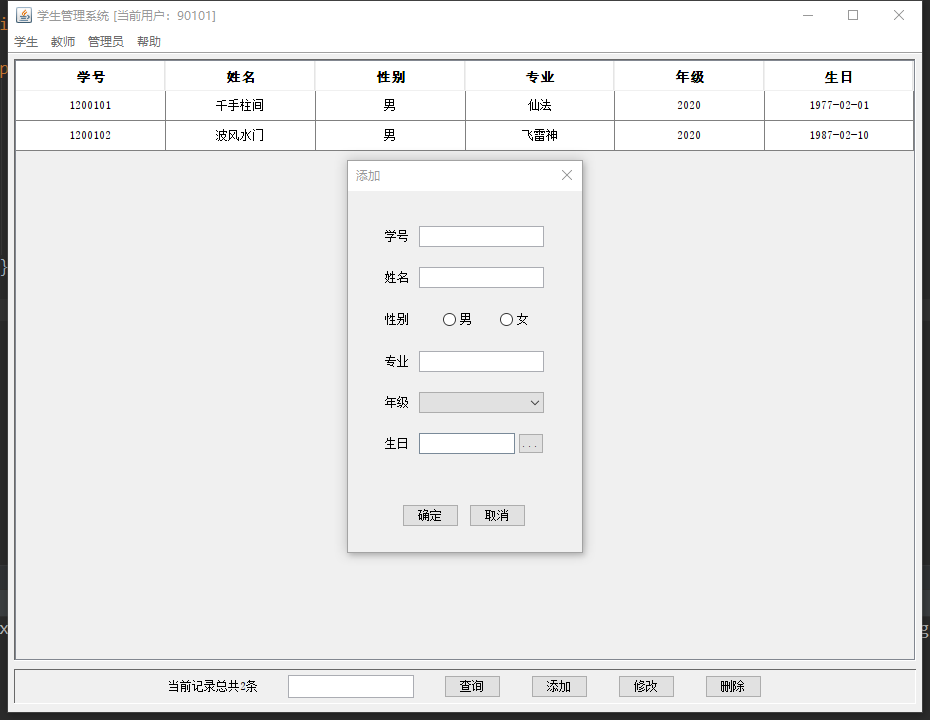 学生管理系统 [当前用户：90101]
学生 教师 管理员 帮助
学号 姓名 性别 专业 年级 生日
1200101 千手柱间 男 仙法 2020 1977-02-01
1200102 波风水门 男 飞雷神 2020 1987-02-10
添加
学号
姓名
性别 男 女
专业
年级
生日 ...
确定 取消
当前记录总共2条 查询 添加 修改 删除